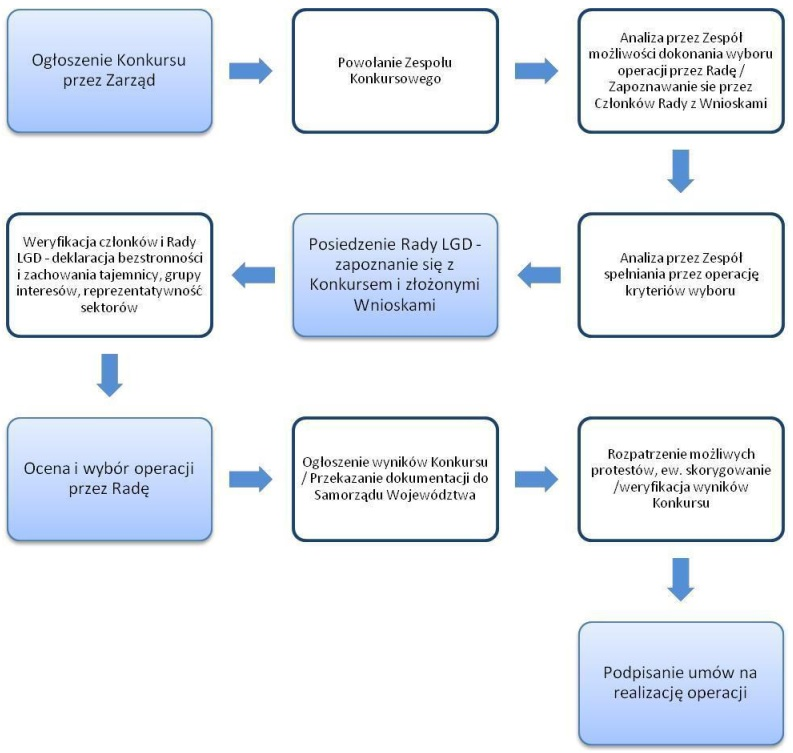 Ogłoszenie Konkursu
przez Zarząd
Powołanie Zespołu
Konkursowego
Analiza przez Zespół
możliwości dokonania wyboru
operacji przez Radę /
Zapoznawanie sie przez
Członków Rady z Wnioskami
Analiza przez Zespół
spełniania przez operację
kryteriów wyboru
Posiedzenie Rady LGD -
zapoznanie się z
Konkursem i złożonymi
Wnioskami
Weryfikacja członków i Rady
LGD - deklaracja bezstronności
i zachowania tajemnicy, grupy
interesów, reprezentatywność
sektorów
Ocena i wybór operacji
przez Radę
Ogłoszenie wyników Konkursu
/ Przekazanie dokumentacji do
Samorządu Województwa
Rozpatrzenie możliwych
protestów, ew. skorygowanie
/weryfikacja wyników
Konkursu
Podpisanie umów na
realizację operacji